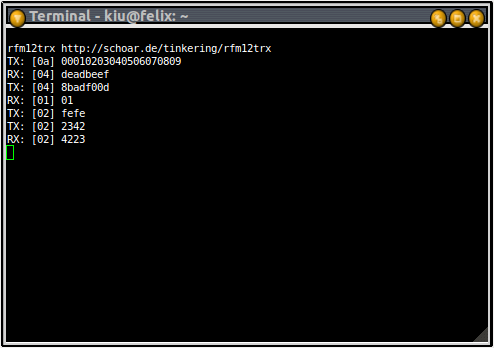 Terminal - kiu@felix: ~
rfm12trx http://schoar.de/tinkering/rfm12trx
TX: [0a] 00010203040506070809
RX: [04] deadbeef
TX: [04] 8badf00d
RX: [01] 01
TX: [02] fefe
TX: [02] 2342
RX: [02] 4223